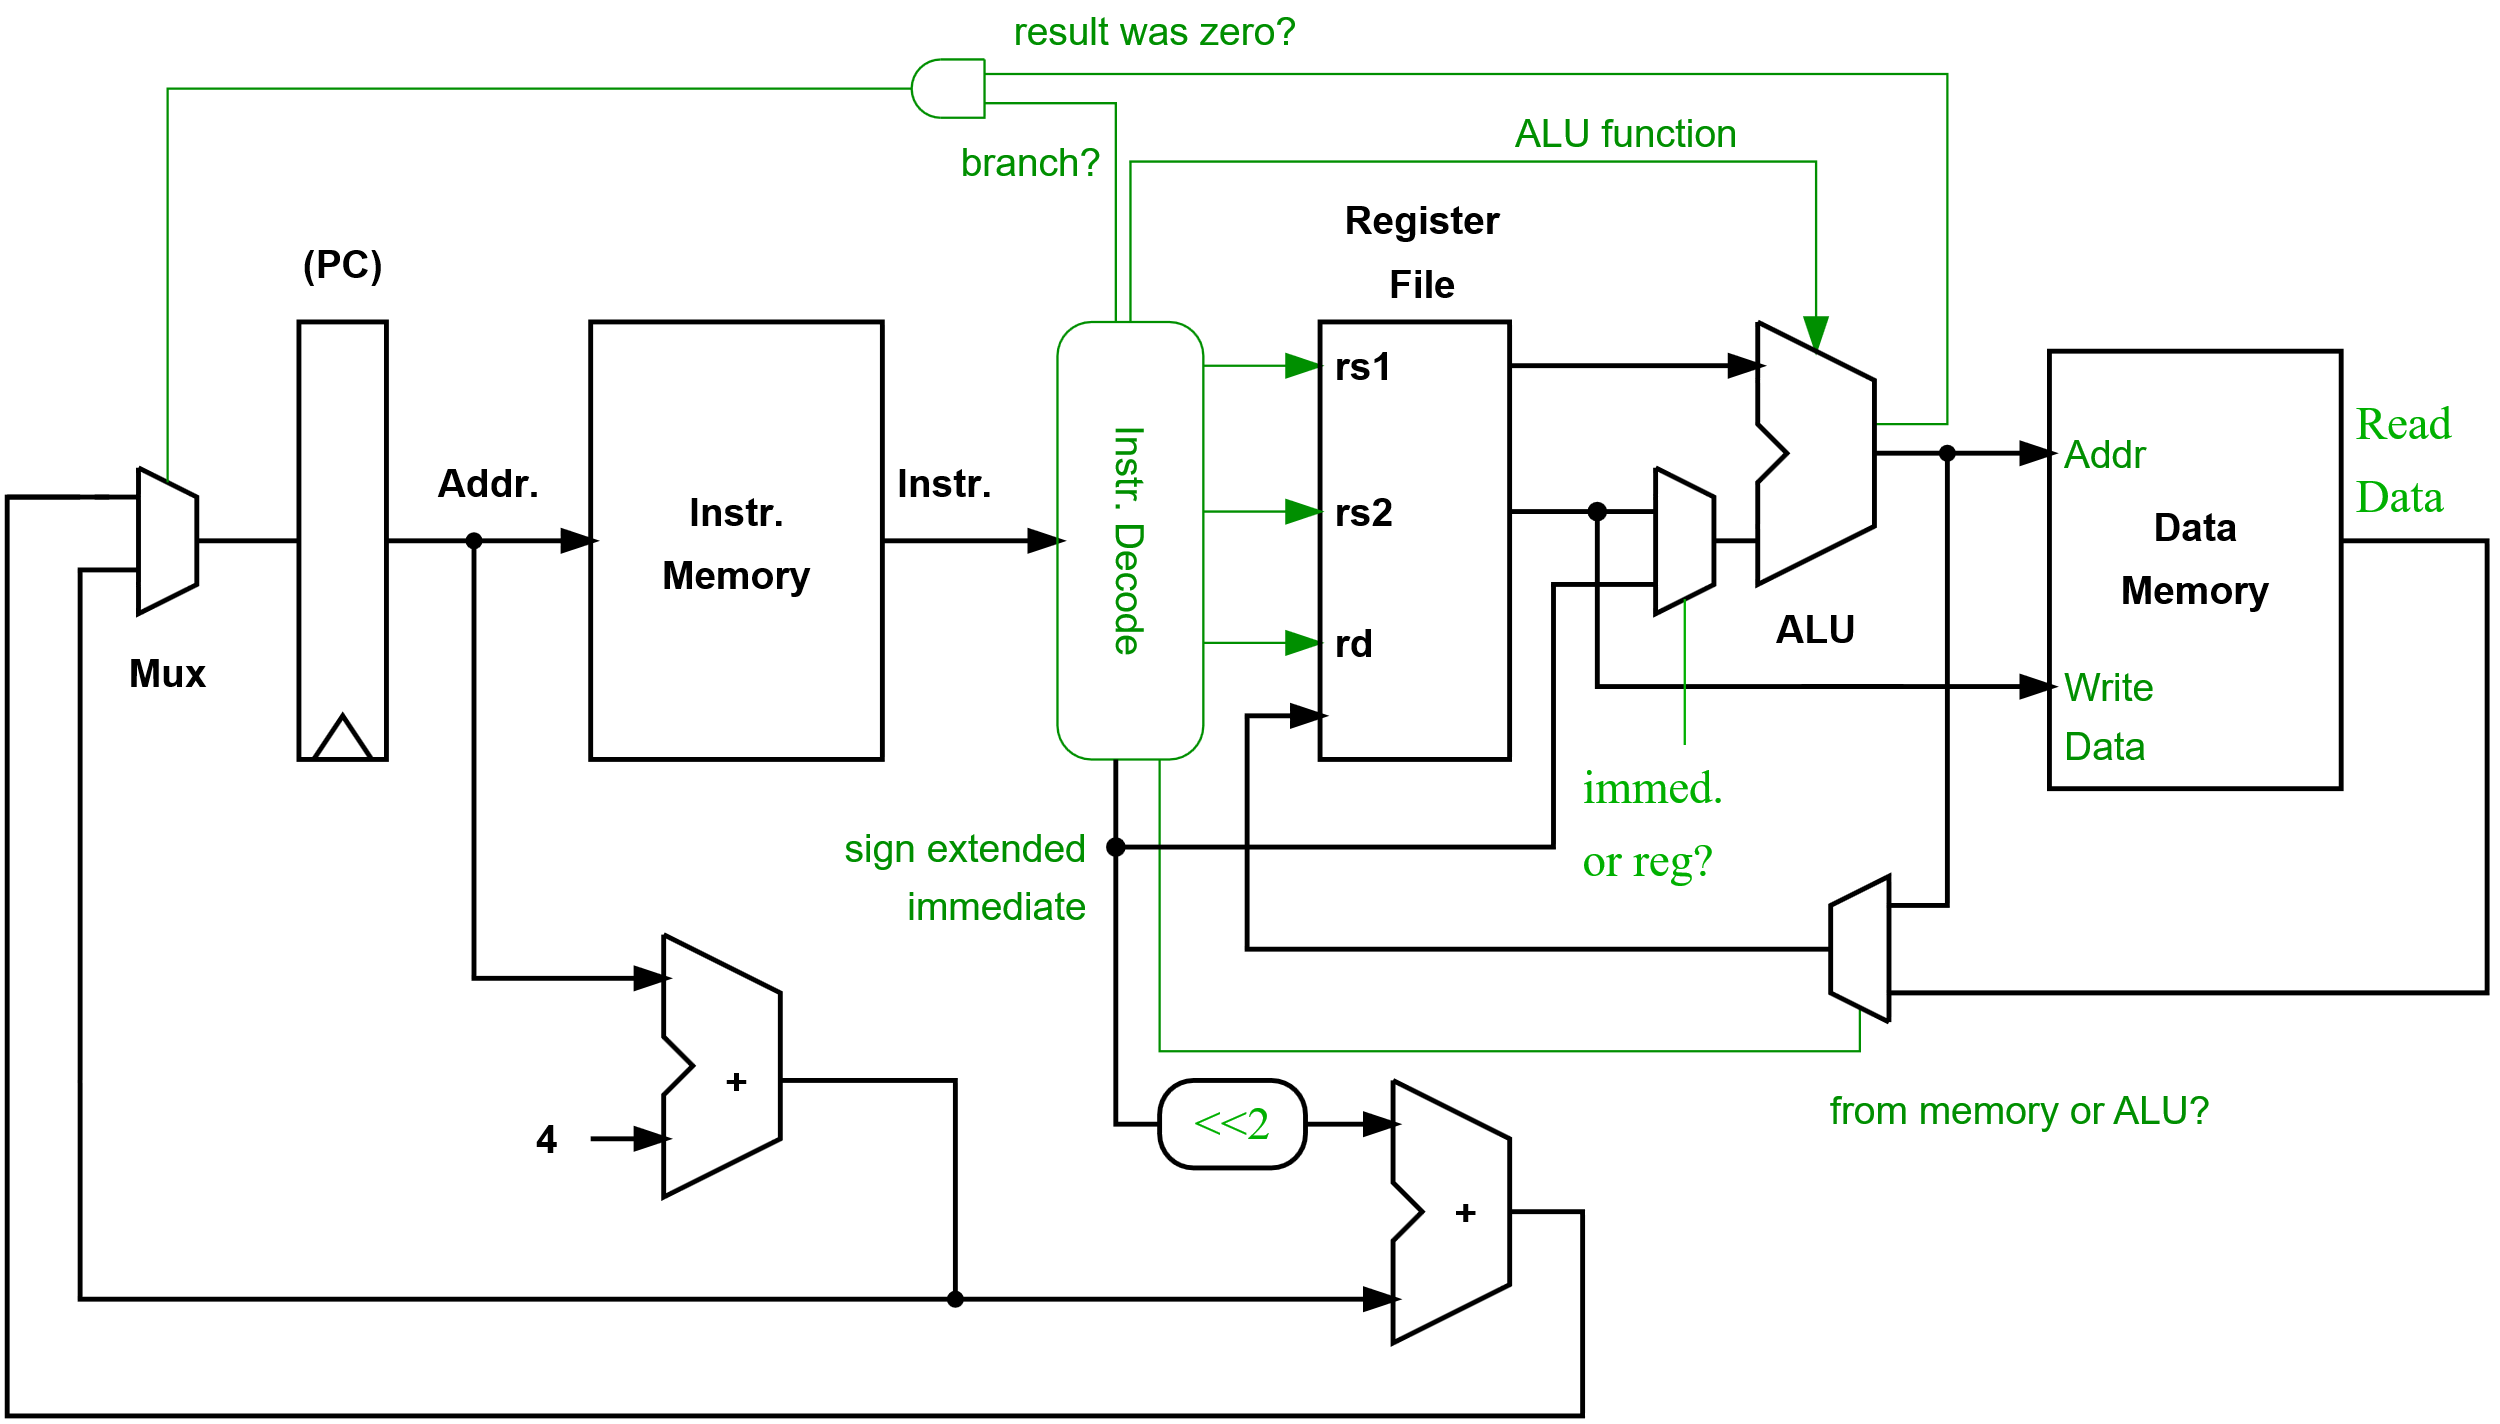 result was zero?
ALU function
branch?
Register
File
(PC)
rs1
Read
Addr
Data
Addr.
Instr.
Instr.
Memory
Instr. Decode
rs2
Data
Memory
rd
ALU
Mux
Write
Data
immed.
or reg?
sign extended
immediate
+
4
<<2
from memory or ALU?
+